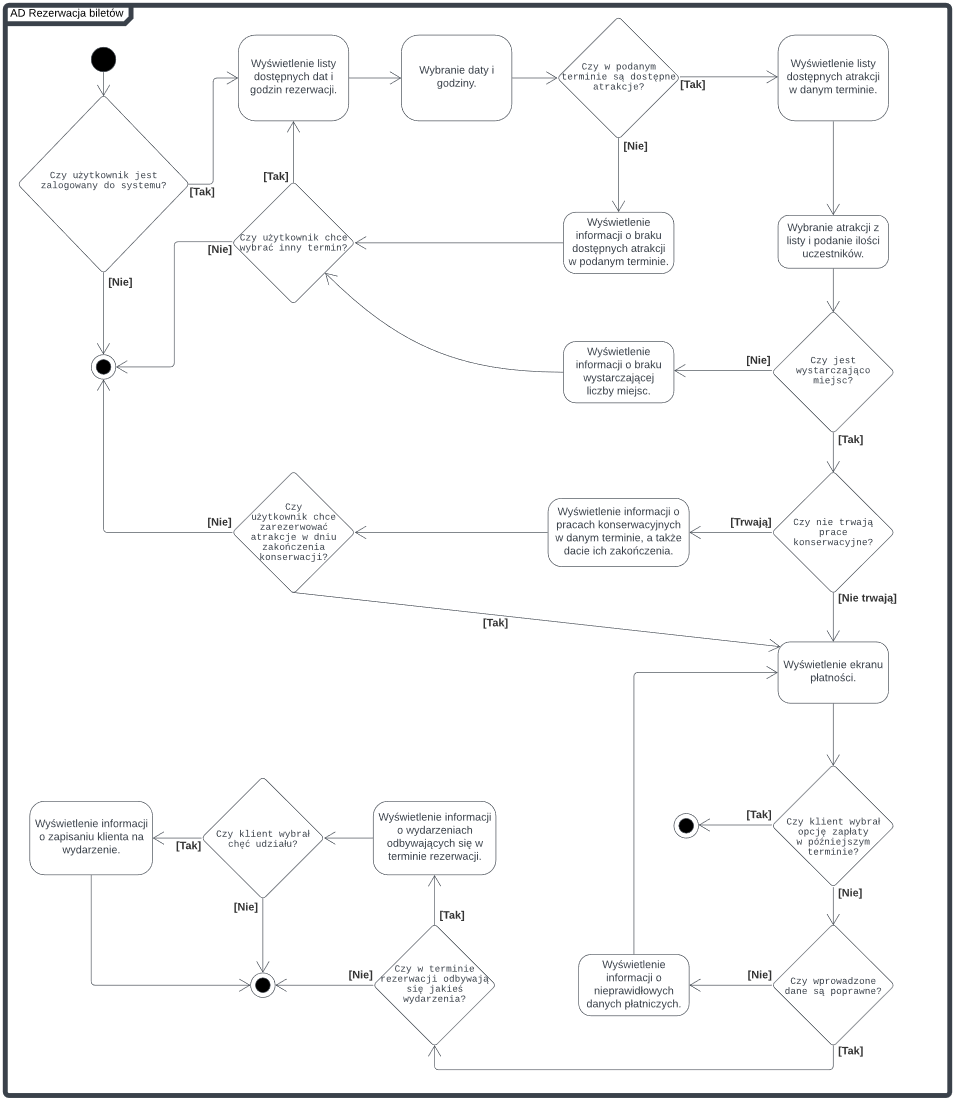 AD Rezerwacja biletów
Wyświetlenie listy
dostępnych dat i
godzin rezerwacji.
Wybranie daty i
godziny.
Czy w podanym
terminie są dostępne
atrakcje?
[Tak]
Wyświetlenie listy
dostępnych atrakcji
w danym terminie.
[Nie]
Czy użytkownik jest
zalogowany do systemu?
[Tak]
[Tak]
Czy użytkownik chce
wybrać inny termin?
[Nie]
Wyświetlenie
informacji o braku
dostępnych atrakcji
w podanym terminie.
Wybranie atrakcji z
listy i podanie ilości
uczestników.
[Nie]
Wyświetlenie
informacji o braku
wystarczającej
liczby miejsc.
[Nie]
Czy jest
wystarczająco
miejsc?
[Tak]
[Nie]
Czy
użytkownik chce
zarezerwować
atrakcje w dniu
zakończenia
konserwacji?
Wyświetlenie informacji o
pracach konserwacyjnych
w danym terminie, a także
dacie ich zakończenia.
[Trwają]
Czy nie trwają
prace
konserwacyjne?
[Nie trwają]
[Tak]
Wyświetlenie ekranu
płatności.
Wyświetlenie informacji
o zapisaniu klienta na
wydarzenie.
[Tak]
Czy klient wybrał
chęć udziału?
[Nie]
Wyświetlenie informacji
o wydarzeniach
odbywających się w
terminie rezerwacji.
[Tak]
[Tak]
Czy klient wybrał
opcję zapłaty
w późniejszym
terminie?
[Nie]
[Nie]
Czy w terminie
rezerwacji odbywają
się jakieś
wydarzenia?
Wyświetlenie
informacji o
nieprawidłowych
danych płatniczych.
[Nie]
Czy wprowadzone
dane są poprawne?
[Tak]